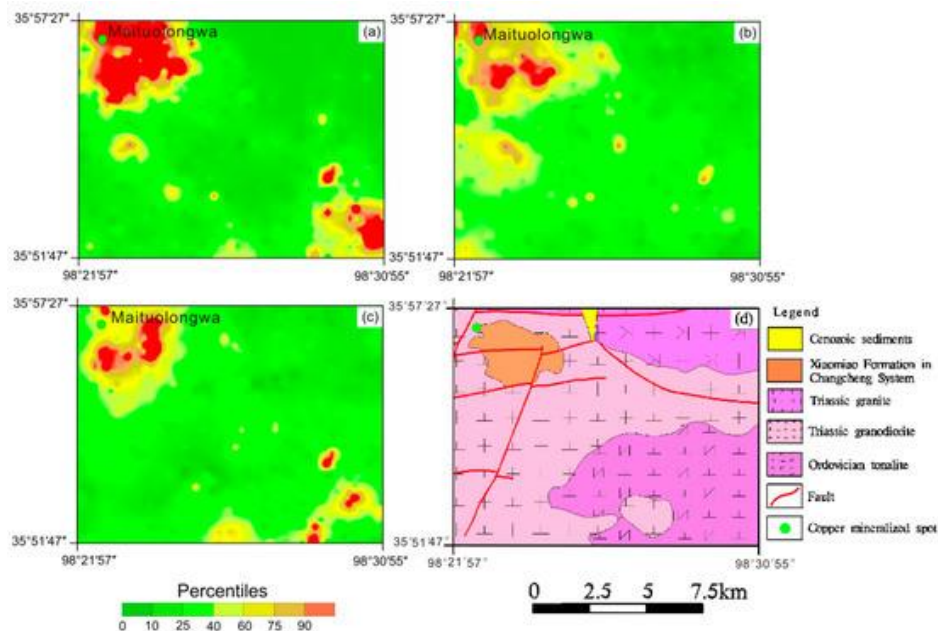 35°57'27"
Maituolongwa
(a)
35°51'47"
98°21'57"
98°30'55"
35°57'27"
Maituolongwa
(b)
35°51'47"
98°21'57"
98°30'55"
35°57'27"
Maituolongwa
(c)
35°51'47"
98°21'57"
98°30'55"
35°57'27"
(d)
35°51'47"
98°21'57"
98°30'55"
Legend
Cenozoic sediments
Xiaomiao Formation in
Changcheng System
Triassic granite
Triassic granodiorite
Ordovician tonalite
Fault
Copper mineralized spot
Percentiles
0 10 25 40 60 75 90
0 2.5 5 7.5km